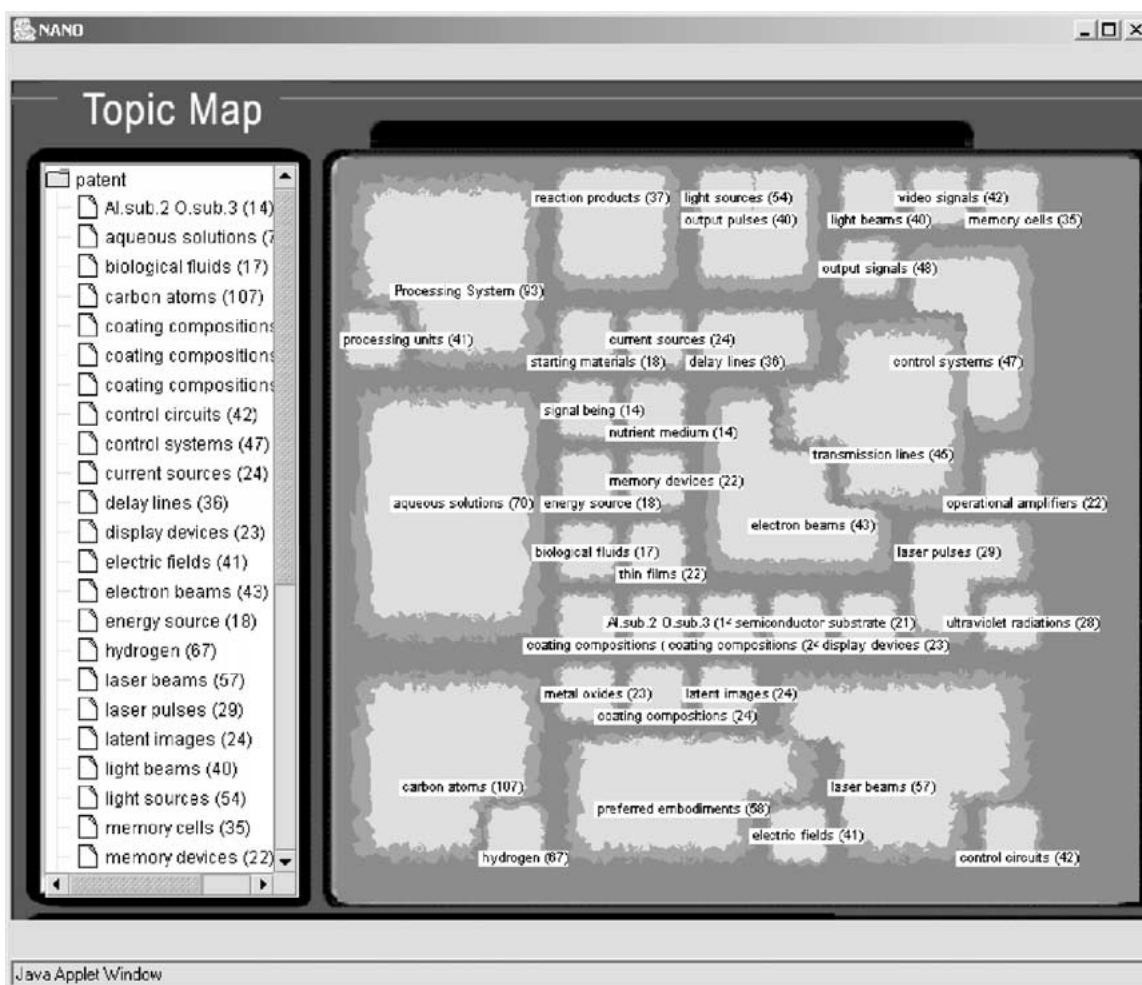 NANO
Topic Map
patent
Al.sub.2 O.sub.3 (14)
aqueous solutions (7
biological fluids (17)
carbon atoms (107)
coating compositions
coating compositions
coating compositions
control circuits (42)
control systems (47)
current sources (24)
delay lines (36)
display devices (23)
electric fields (41)
electron beams (43)
energy source (18)
hydrogen (67)
laser beams (57)
laser pulses (29)
latent images (24)
light beams (40)
light sources (54)
memory cells (35)
memory devices (22)
reaction products (37) light sources (54) video signals (42)
output pulses (40) light beams (40) memory cells (35)
output signals (48)
Processing System (93)
processing units (41) current sources (24)
starting materials (18) delay lines (36) control systems (47)
signal being (14)
nutrient medium (14)
transmission lines (45)
memory devices (22)
aqueous solutions (70) energy source (18) operational amplifiers (22)
electron beams (43)
biological fluids (17) laser pulses (29)
thin films (22)
Al.sub.2 O.sub.3 (14 semiconductor substrate (21) ultraviolet radiations (28)
coating compositions ( coating compositions (24 display devices (23)
metal oxides (23) latent images (24)
coating compositions (24)
carbon atoms (107) laser beams (57)
preferred embodiments (58)
electric fields (41)
hydrogen (67) control circuits (42)
Java Applet Window